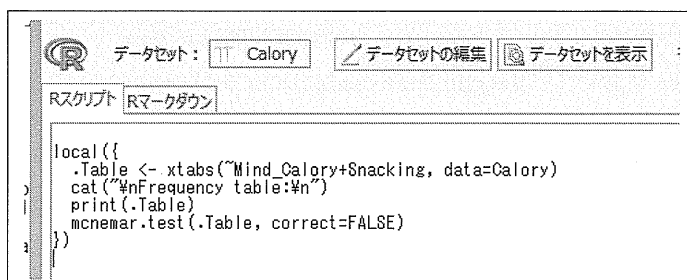 R データセット: Calory データセットの編集 データセットを表示
Rスクリプト Rマークダウン
local({
  .Table <- xtabs(~Mind_Calory+Snacking, data=Calory)
  cat("¥nFrequency table:¥n")
  print(.Table)
  mcnemar.test(.Table, correct=FALSE)
})